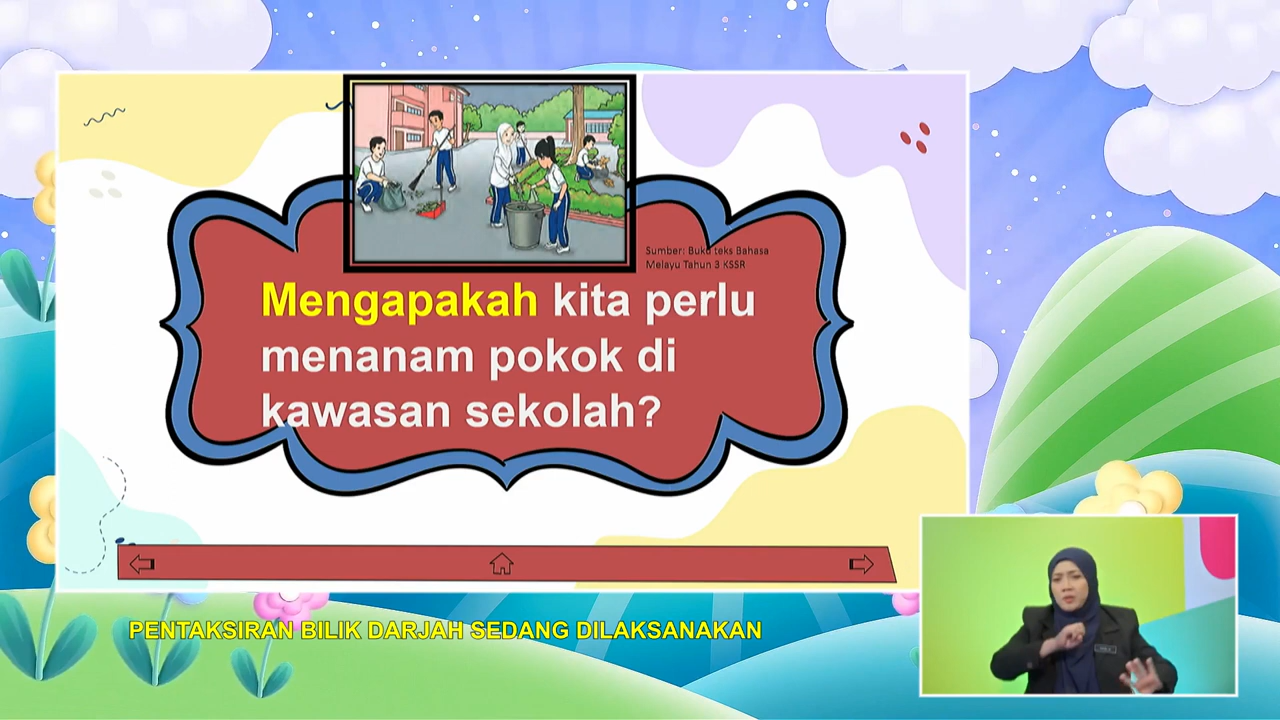 Sumber: Buku teks Bahasa
Melayu Tahun 3 KSSR
Mengapakah kita perlu
menanam pokok di
kawasan sekolah?
PENTAKSIRAN BILIK DARJAH SEDANG DILAKSANAKAN